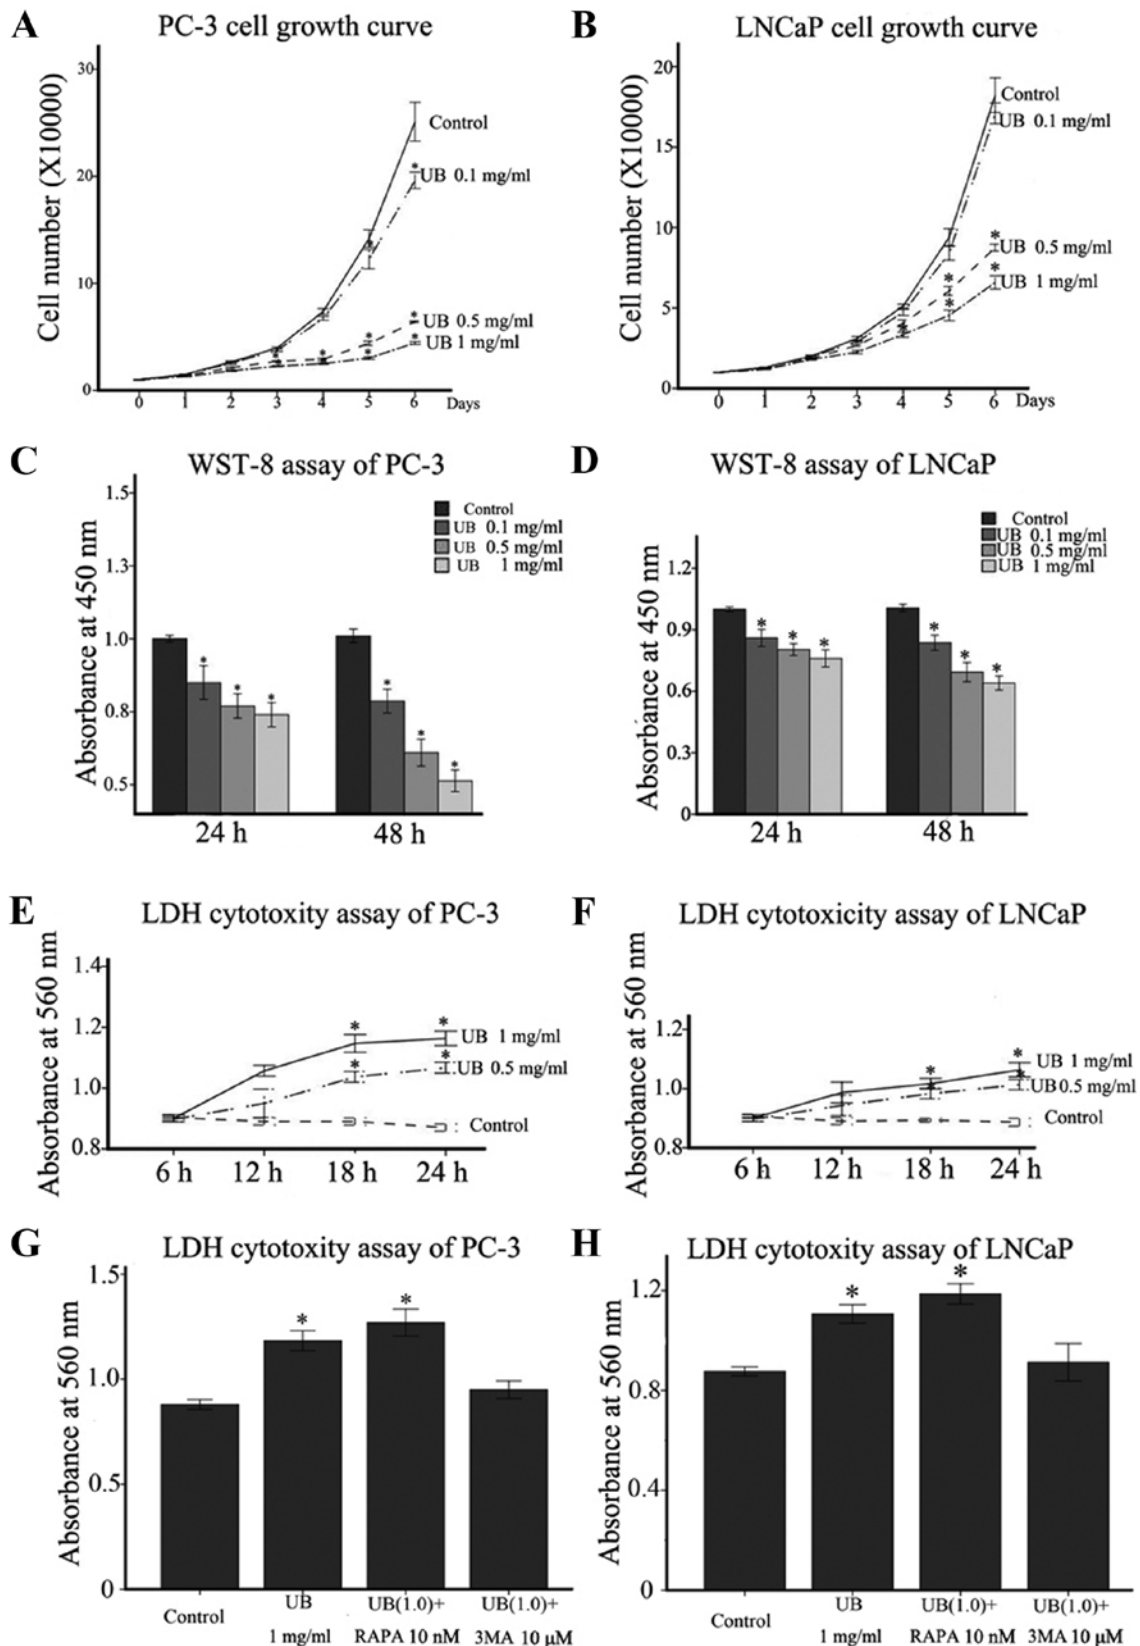 A
PC-3 cell growth curve
Cell number (X10000)
30
20
10
0
0 1 2 3 4 5 6 Days
Control
* UB 0.1 mg/ml
UB 0.5 mg/ml
UB 1 mg/ml
B
LNCaP cell growth curve
Cell number (X10000)
20
15
10
5
0
0 1 2 3 4 5 6 Days
Control
UB 0.1 mg/ml
* UB 0.5 mg/ml
* UB 1 mg/ml
C
WST-8 assay of PC-3
Absorbance at 450 nm
1.5
1.3
1.0
0.8
0.5
Control
UB 0.1 mg/ml
UB 0.5 mg/ml
UB 1 mg/ml
* * * * * *
24 h 48 h
D
WST-8 assay of LNCaP
Absorbance at 450 nm
1.2
0.9
0.6
0.3
0
Control
UB 0.1 mg/ml
UB 0.5 mg/ml
UB 1 mg/ml
* * * * * *
24 h 48 h
E
LDH cytotoxity assay of PC-3
Absorbance at 560 nm
1.4
1.2
1.0
0.8
6 h 12 h 18 h 24 h
* * UB 1 mg/ml
* * UB 0.5 mg/ml
Control
F
LDH cytotoxicity assay of LNCaP
Absorbance at 560 nm
1.2
1.0
0.8
6 h 12 h 18 h 24 h
* * UB 1 mg/ml
* * UB 0.5 mg/ml
Control
G
LDH cytotoxity assay of PC-3
Absorbance at 560 nm
1.5
1.0
0.5
0
* *
Control
UB
1 mg/ml
UB(1.0)+
RAPA 10 nM
UB(1.0)+
3MA 10 µM
H
LDH cytotoxity assay of LNCaP
Absorbance at 560 nm
1.2
0.8
0.4
0
* *
Control
UB
1 mg/ml
UB(1.0)+
RAPA 10 nM
UB(1.0)+
3MA 10 µM